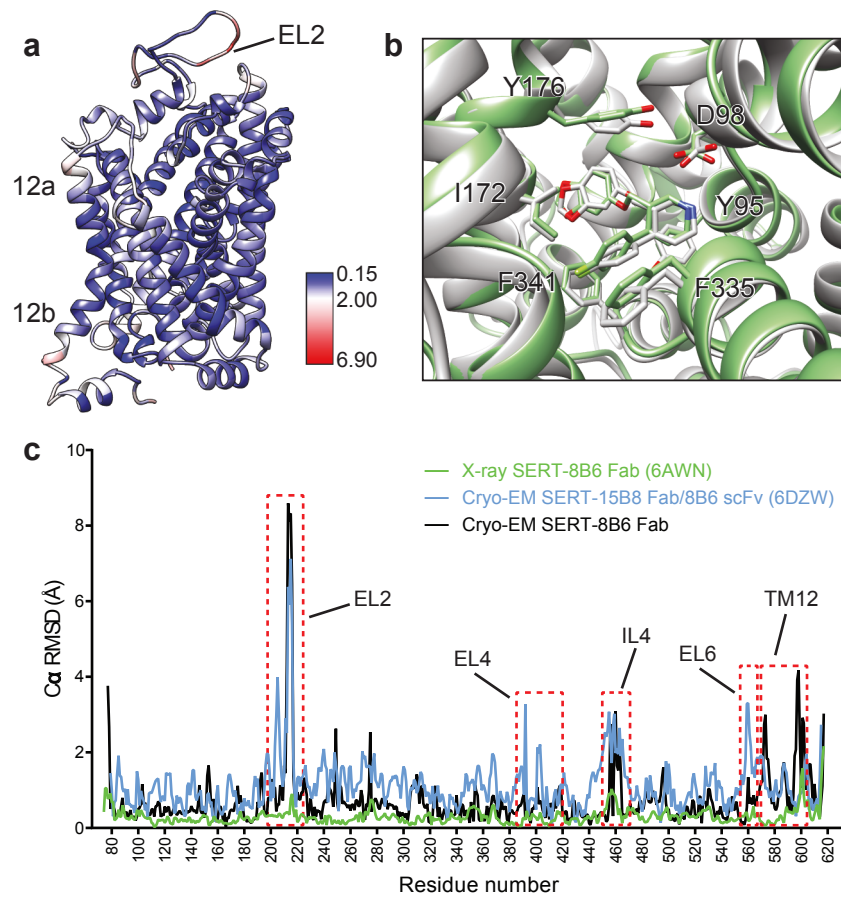 a
EL2
12a
12b
0.15
2.00
6.90
b
Y176
D98
I172
Y95
F341
F335
c
X-ray SERT-8B6 Fab (6AWN)
Cryo-EM SERT-15B8 Fab/8B6 scFv (6DZW)
Cryo-EM SERT-8B6 Fab
Cα RMSD (Å)
10
8
6
4
2
0
EL2
EL4
IL4
EL6
TM12
80 100 120 140 160 180 200 220 240 260 280 300 320 340 360 380 400 420 440 460 480 500 520 540 560 580 600 620
Residue number